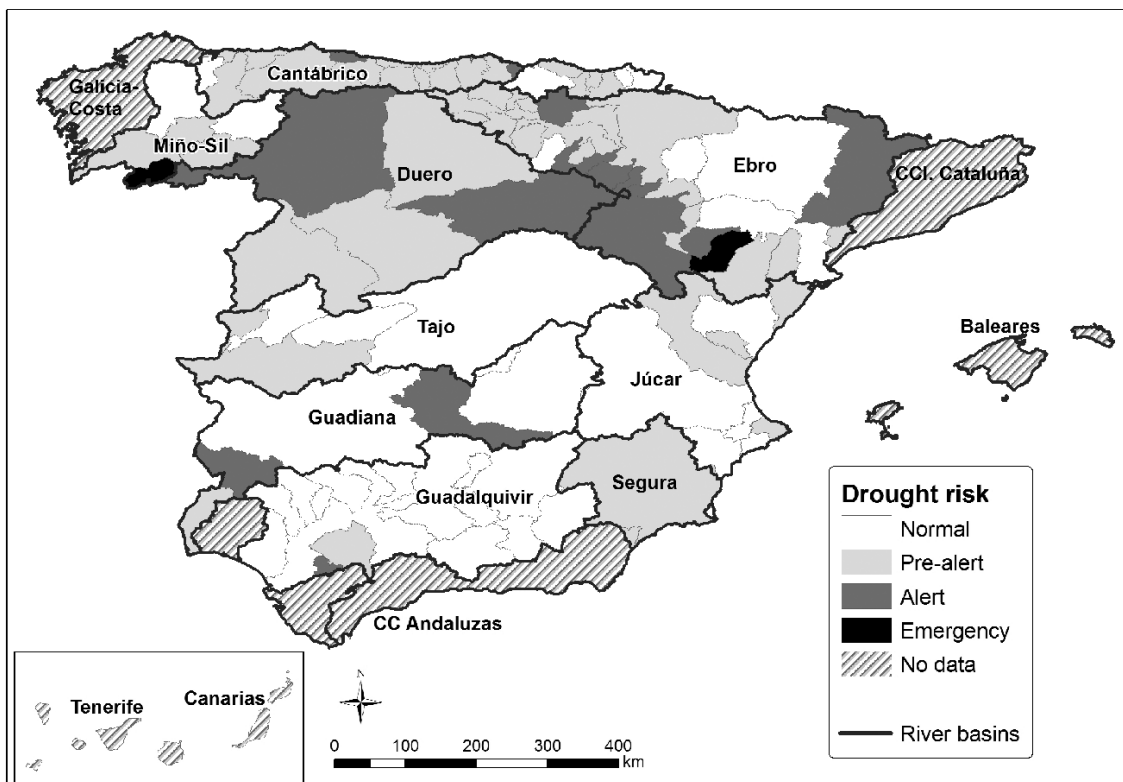 Cantábrico
Galicia-
Costa
Miño-Sil
Duero
Ebro
CCI. Cataluña
Tajo
Baleares
Júcar
Guadiana
Segura
Guadalquivir
CC Andaluzas
Drought risk
Normal
Pre-alert
Alert
Emergency
No data
River basins
Tenerife
Canarias
N
0 100 200 300 400
km